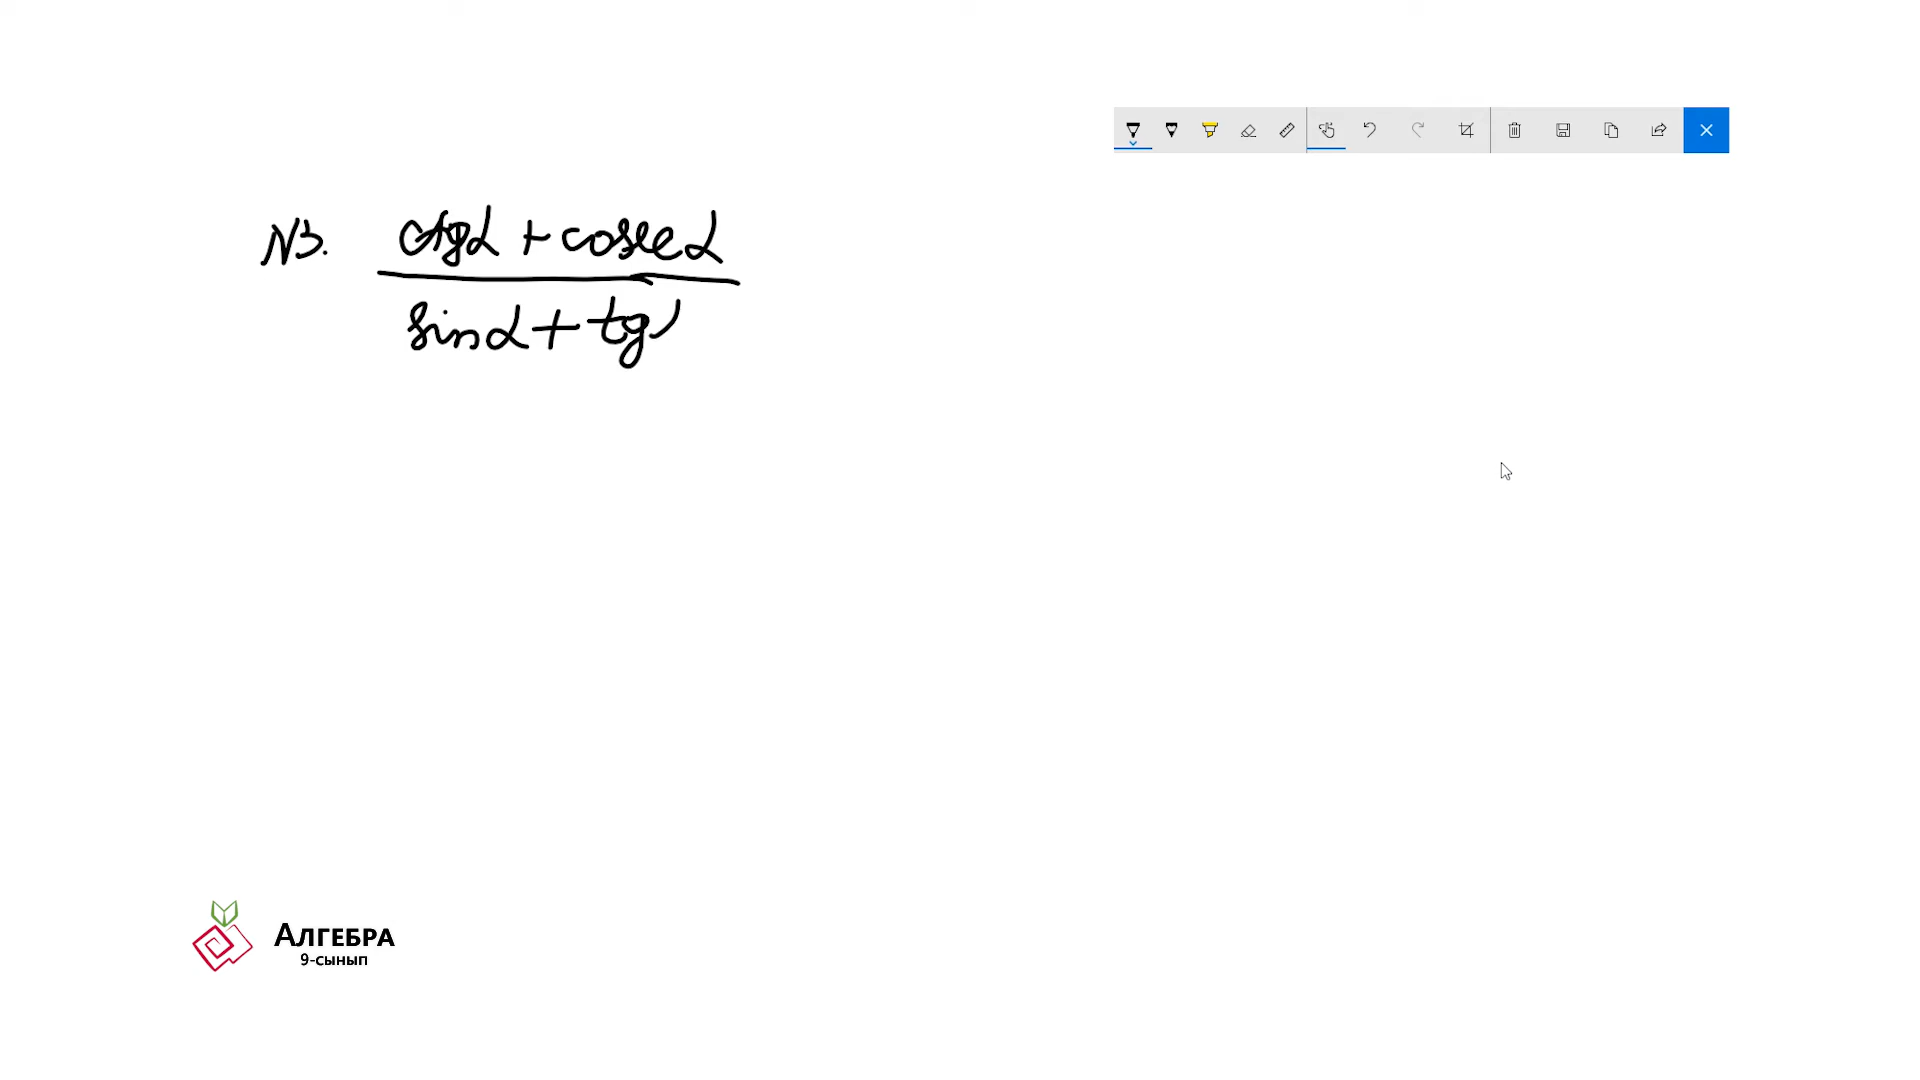 N3. ctgα + cosecα
sinα + tg
Алгебра
9-сынып